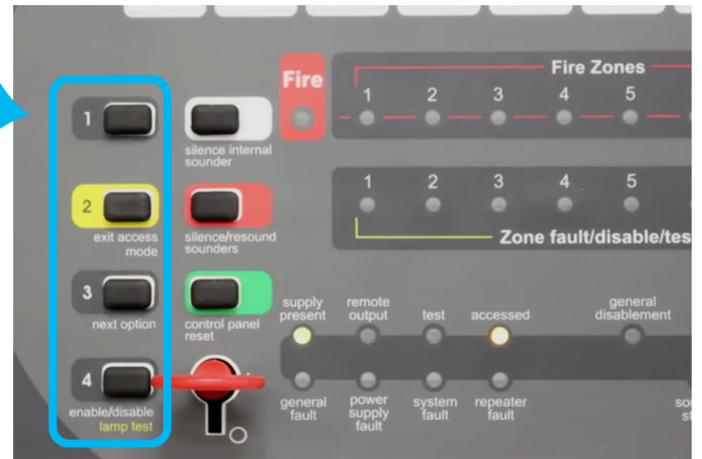 1
2
exit access
mode
3
next option
4
enable/disable
lamp test
silence internal
sounder
silence/resound
sounders
control panel
reset
Fire
Fire Zones
1 2 3 4 5
1 2 3 4 5
Zone fault/disable/tes
supply
present
remote
output
test
accessed
general
disablement
general
fault
power
supply
fault
system
fault
repeater
fault
so
st